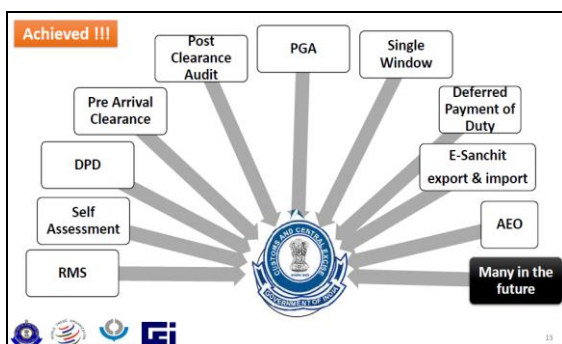 Achieved !!!
Post
Clearance
Audit
PGA
Single
Window
Pre Arrival
Clearance
Deferred
Payment of
Duty
DPD
E-Sanchit
export & import
Self
Assessment
AEO
RMS
Many in the
future
CUSTOMS AND CENTRAL EXCISE
GOVERNMENT OF INDIA
13